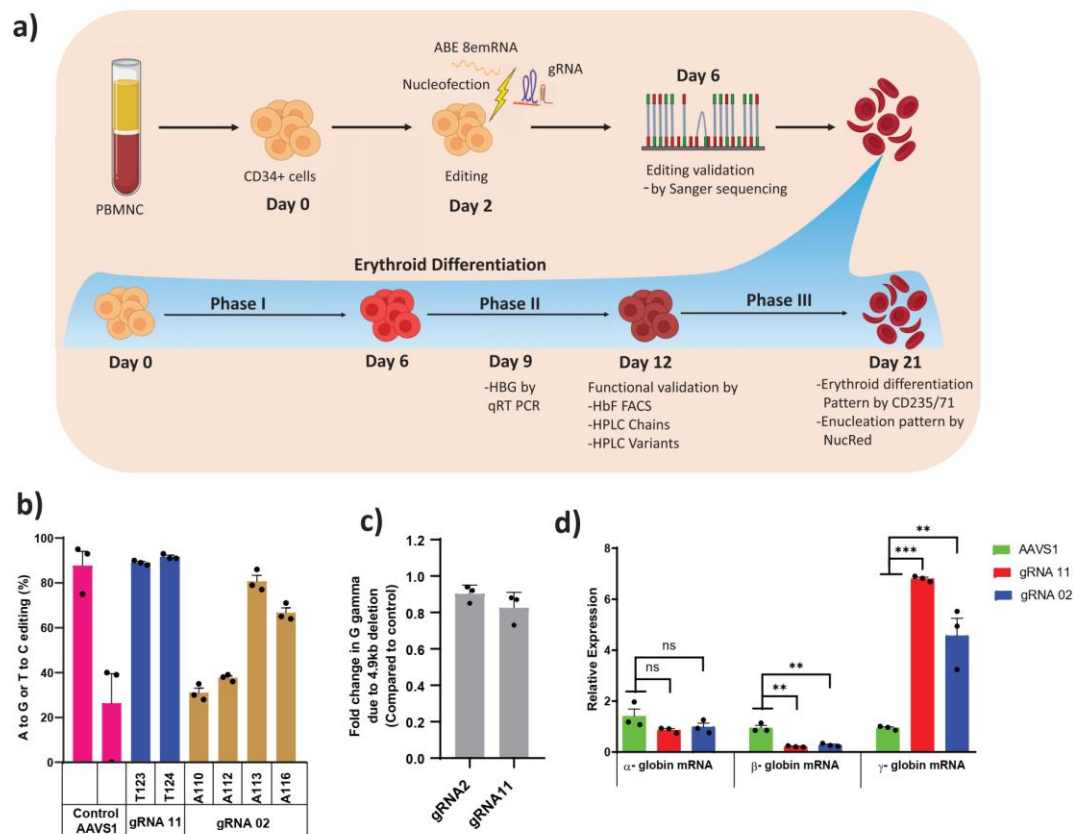 a)
ABE 8emRNA
Nucleofection
gRNA
Day 6
PBMNC
CD34+ cells
Day 0
Editing
Day 2
Editing validation
-by Sanger sequencing
Erythroid Differentiation
Phase I
Phase II
Phase III
Day 0
Day 6
Day 9
-HBG by
qRT PCR
Day 12
Functional validation by
-HbF FACS
-HPLC Chains
-HPLC Variants
Day 21
-Erythroid differentiation
Pattern by CD235/71
-Enucleation pattern by
NucRed
b)
A to G or T to C editing (%)
100
80
60
40
20
0
T123
T124
A110
A112
A113
A116
Control
AAVS1
gRNA 11
gRNA 02
c)
Fold change in G gamma
due to 4.9kb deletion
(Compared to control)
1.2
1.0
0.8
0.6
0.4
0.2
0.0
gRNA2
gRNA11
d)
Relative Expression
8
6
4
2
0
ns
ns
**
**
**
***
α- globin mRNA
β- globin mRNA
γ- globin mRNA
AAVS1
gRNA 11
gRNA 02